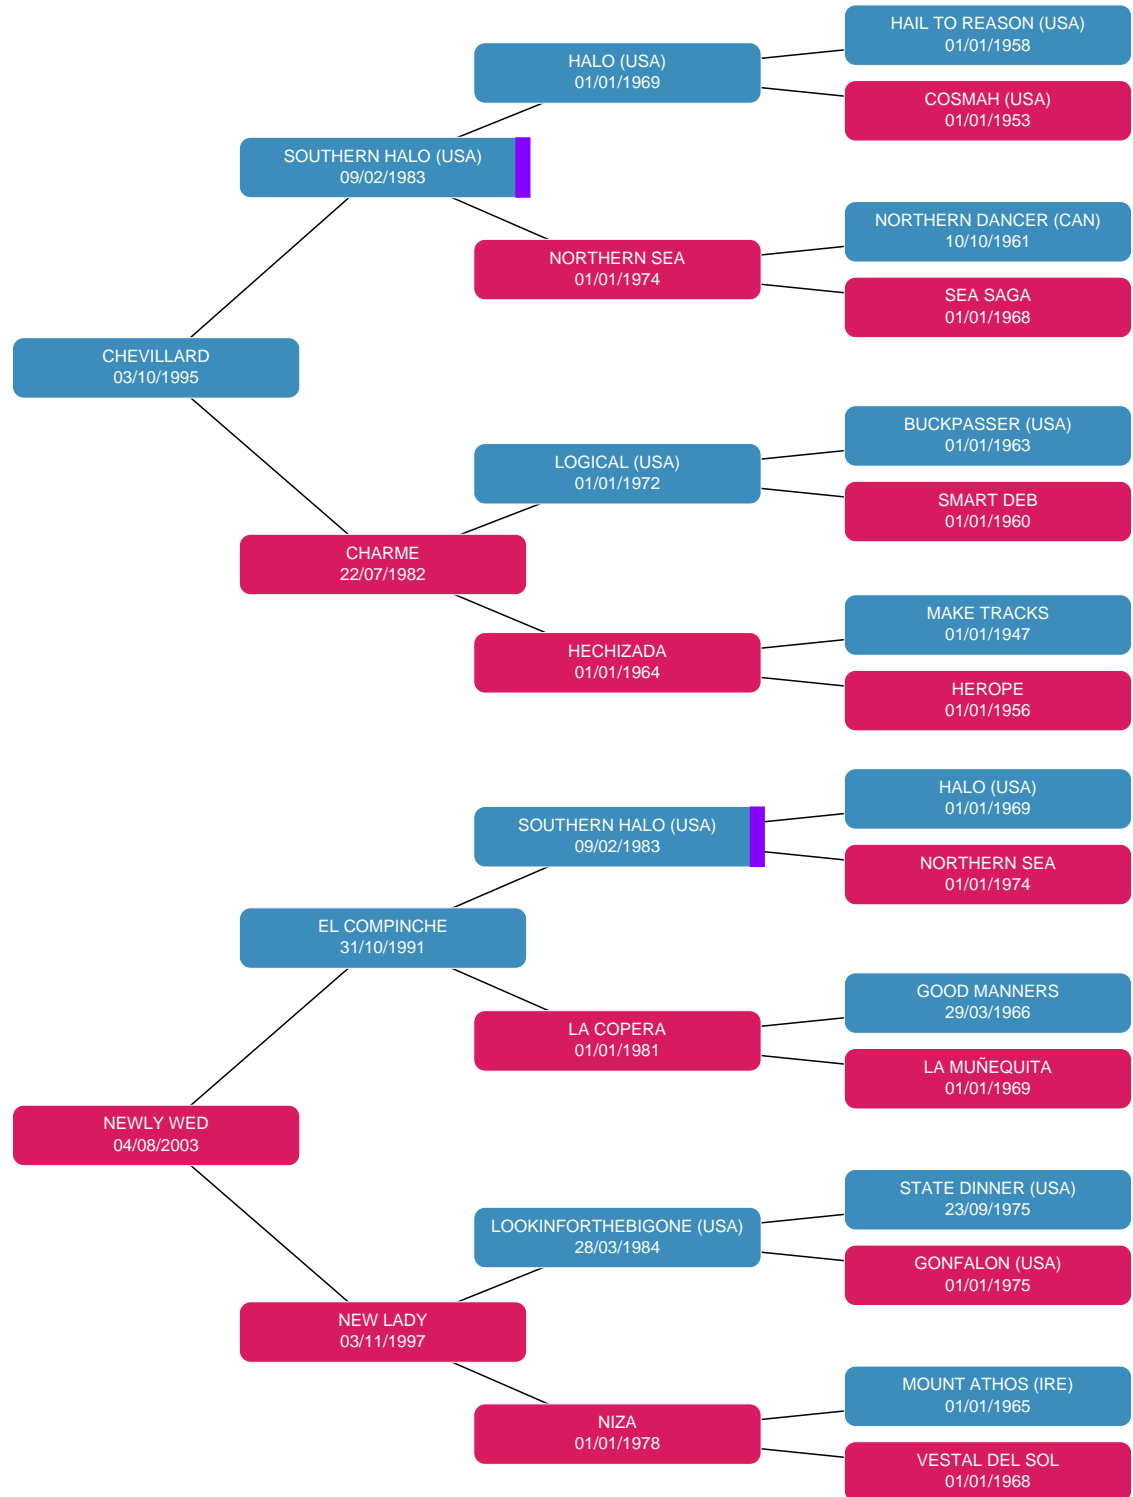 HAIL TO REASON (USA)
01/01/1958
HALO (USA)
01/01/1969
COSMAH (USA)
01/01/1953
SOUTHERN HALO (USA)
09/02/1983
NORTHERN DANCER (CAN)
10/10/1961
NORTHERN SEA
01/01/1974
SEA SAGA
01/01/1968
CHEVILLARD
03/10/1995
BUCKPASSER (USA)
01/01/1963
LOGICAL (USA)
01/01/1972
SMART DEB
01/01/1960
CHARME
22/07/1982
MAKE TRACKS
01/01/1947
HECHIZADA
01/01/1964
HEROPE
01/01/1956
HALO (USA)
01/01/1969
SOUTHERN HALO (USA)
09/02/1983
NORTHERN SEA
01/01/1974
EL COMPINCHE
31/10/1991
GOOD MANNERS
29/03/1966
LA COPERA
01/01/1981
LA MUÑEQUITA
01/01/1969
NEWLY WED
04/08/2003
STATE DINNER (USA)
23/09/1975
LOOKINFORTHEBIGONE (USA)
28/03/1984
GONFALON (USA)
01/01/1975
NEW LADY
03/11/1997
MOUNT ATHOS (IRE)
01/01/1965
NIZA
01/01/1978
VESTAL DEL SOL
01/01/1968